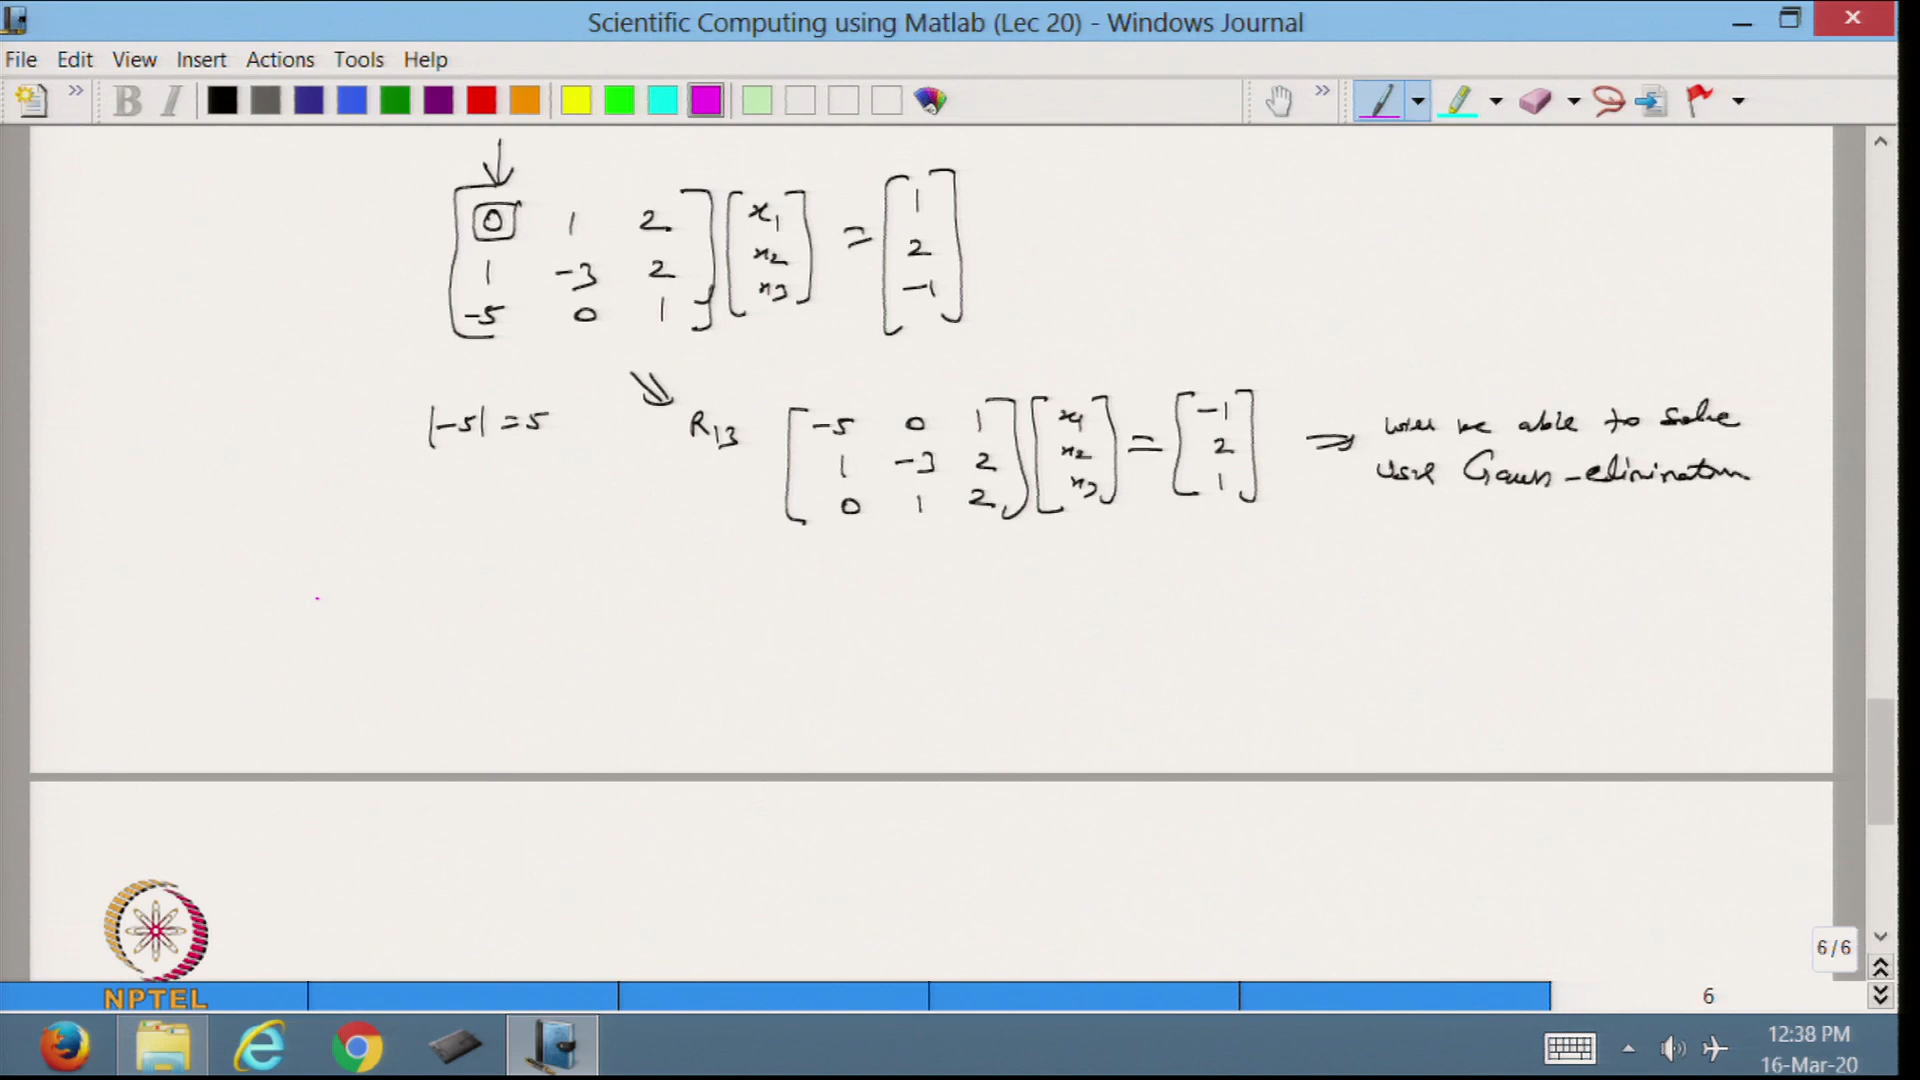 Scientific Computing using Matlab (Lec 20) - Windows Journal
File Edit View Insert Actions Tools Help
B I
0 1 2 x1 = 1
1 -3 2 x2 2
-5 0 1 x3 -1
|-5| = 5
R13 -5 0 1 x1 = -1 ⇒ will be able to solve
1 -3 2 x2 2 use Gauss-elimination
0 1 2 x3 1
6/6
NPTEL
6
12:38 PM
16-Mar-20